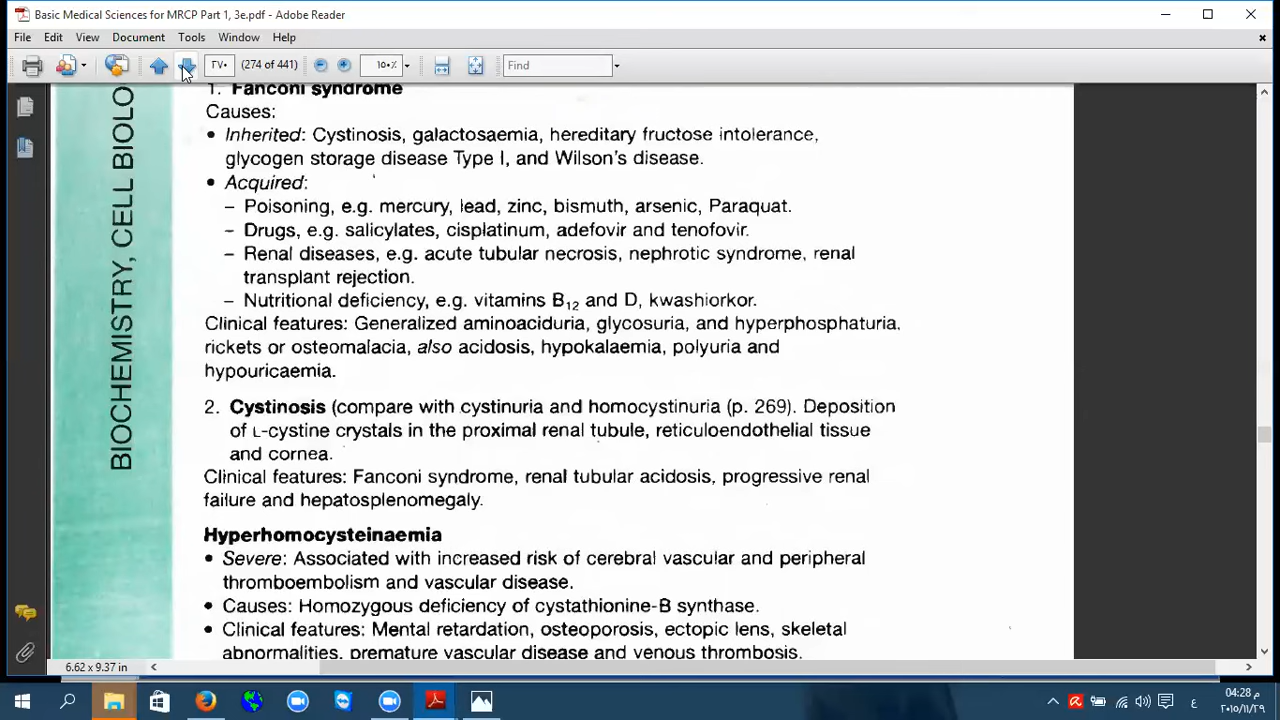 Basic Medical Sciences for MRCP Part 1, 3e.pdf - Adobe Reader
File Edit View Document Tools Window Help
٢٧٠ (274 of 441) ١٥٠% Find
BIOCHEMISTRY, CELL BIOLO
1. Fanconi syndrome
Causes:
• Inherited: Cystinosis, galactosaemia, hereditary fructose intolerance,
glycogen storage disease Type I, and Wilson's disease.
• Acquired:
– Poisoning, e.g. mercury, lead, zinc, bismuth, arsenic, Paraquat.
– Drugs, e.g. salicylates, cisplatinum, adefovir and tenofovir.
– Renal diseases, e.g. acute tubular necrosis, nephrotic syndrome, renal
transplant rejection.
– Nutritional deficiency, e.g. vitamins B12 and D, kwashiorkor.
Clinical features: Generalized aminoaciduria, glycosuria, and hyperphosphaturia,
rickets or osteomalacia, also acidosis, hypokalaemia, polyuria and
hypouricaemia.
2. Cystinosis (compare with cystinuria and homocystinuria (p. 269). Deposition
of L-cystine crystals in the proximal renal tubule, reticuloendothelial tissue
and cornea.
Clinical features: Fanconi syndrome, renal tubular acidosis, progressive renal
failure and hepatosplenomegaly.
Hyperhomocysteinaemia
• Severe: Associated with increased risk of cerebral vascular and peripheral
thromboembolism and vascular disease.
• Causes: Homozygous deficiency of cystathionine-B synthase.
• Clinical features: Mental retardation, osteoporosis, ectopic lens, skeletal
abnormalities, premature vascular disease and venous thrombosis.
6.62 x 9.37 in
ع
04:28 م
٢٠١٥/١١/٢٩